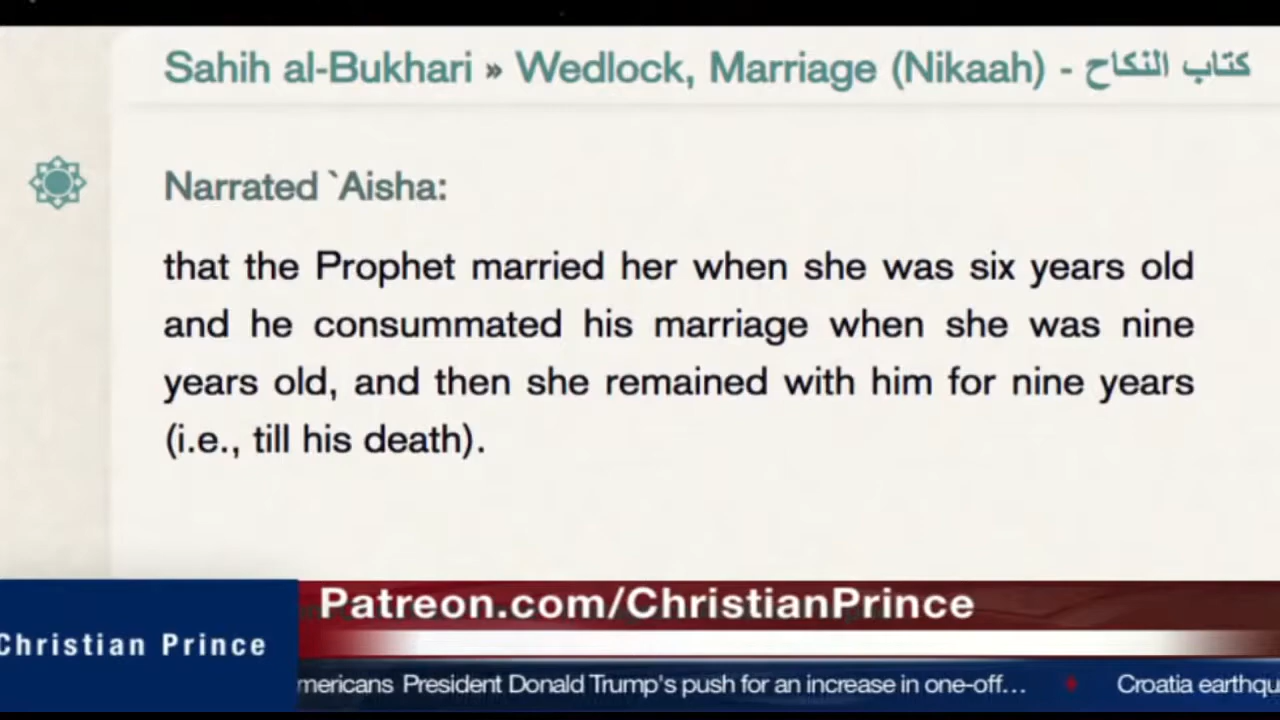 Sahih al-Bukhari » Wedlock, Marriage (Nikaah) - كتاب النكاح
Narrated `Aisha:
that the Prophet married her when she was six years old
and he consummated his marriage when she was nine
years old, and then she remained with him for nine years
(i.e., till his death).
Patreon.com/ChristianPrince
Christian Prince
mericans President Donald Trump's push for an increase in one-off... Croatia earthqu